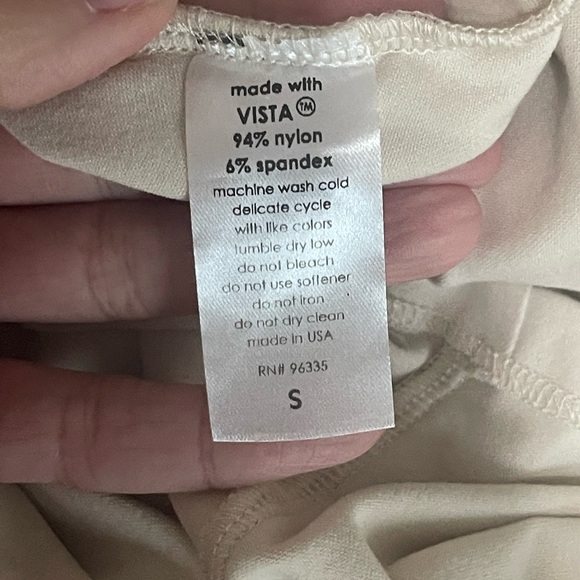 made with
VISTA™
94% nylon
6% spandex
machine wash cold
delicate cycle
with like colors
tumble dry low
do not bleach
do not use softener
do not iron
do not dry clean
made in USA
RN# 96335
S